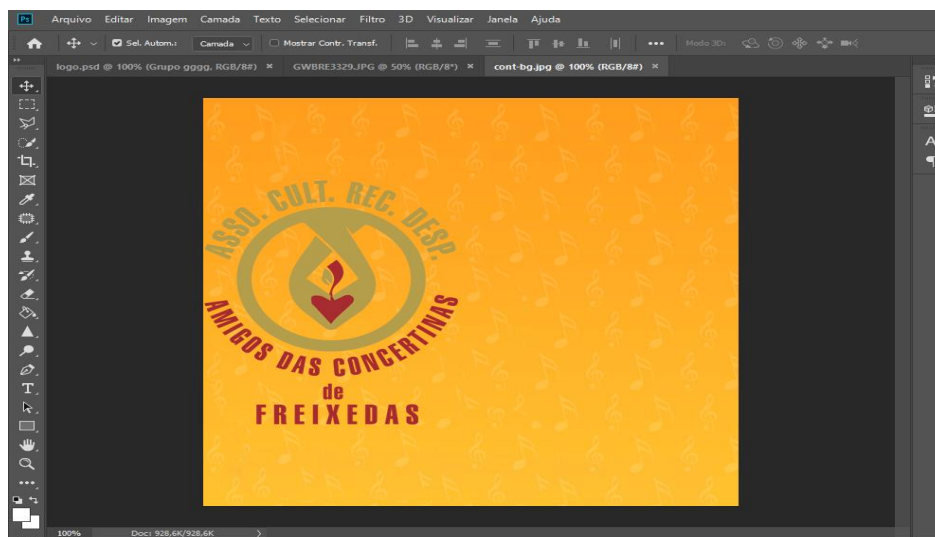 Ps Arquivo Editar Imagem Camada Texto Selecionar Filtro 3D Visualizar Janela Ajuda
Sel. Autom.: Camada Mostrar Contr. Transf. Modo 3D:
logo.psd @ 100% (Grupo gggg, RGB/8#) × GWBRE3329.JPG @ 50% (RGB/8*) × cont-bg.jpg @ 100% (RGB/8#) ×
ASSO. CULT. REC. DESP.
AMIGOS DAS CONCERTINAS
de
FREIXEDAS
100% Doc: 928,6K/928,6K